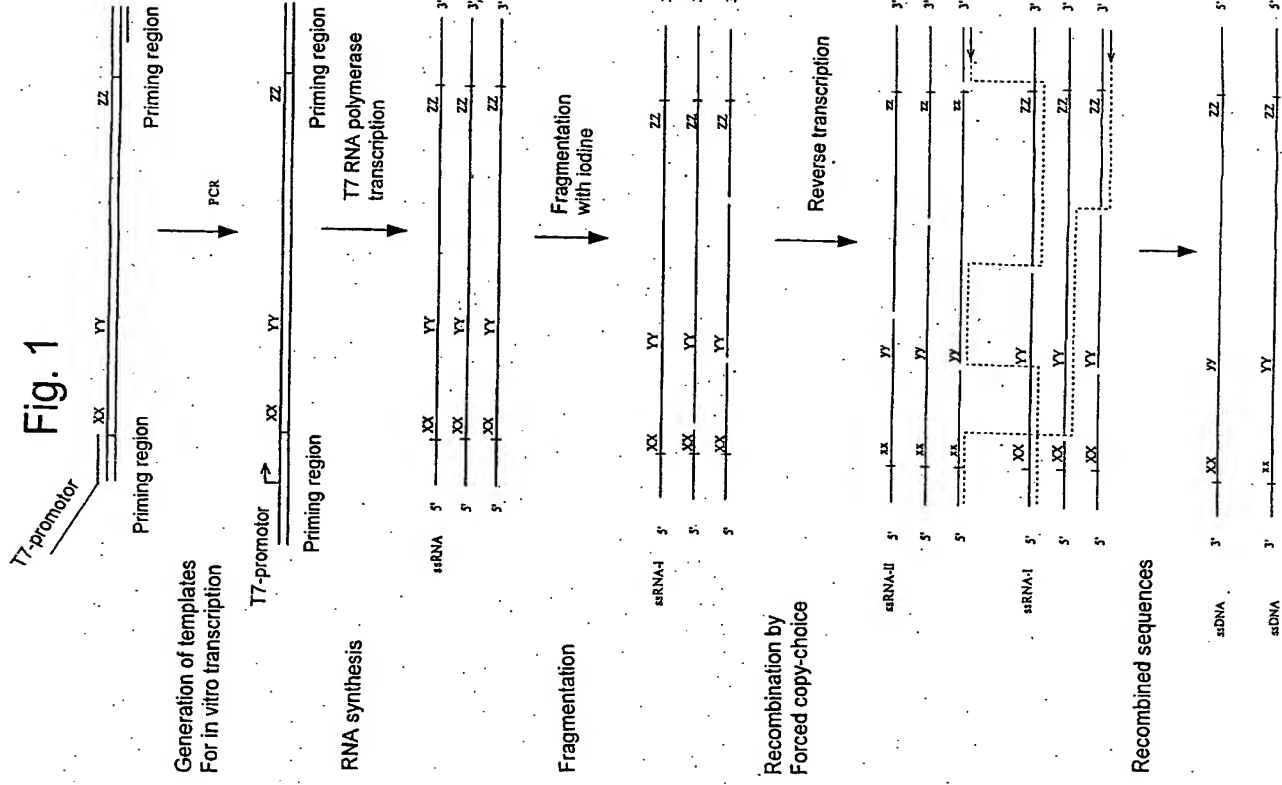 Fig. 1
T7-promotor
XX YY ZZ
Priming region Priming region
Generation of templates
For in vitro transcription
PCR
T7-promotor
XX YY ZZ
Priming region Priming region
RNA synthesis
T7 RNA polymerase
transcription
ssRNA 5' XX YY ZZ 3'
5' XX YY ZZ 3'
5' XX YY ZZ 3'
Fragmentation
Fragmentation
with iodine
ssRNA-I 5' XX YY ZZ
5' XX YY ZZ
5' XX YY ZZ
Recombination by
Forced copy-choice
Reverse transcription
ssRNA-II 5' xx yy zz 3'
5' xx yy zz 3'
5' xx yy zz 3'
ssRNA-I 5' XX YY ZZ 3'
5' XX YY ZZ 3'
5' XX YY ZZ 3'
Recombined sequences
ssDNA 3' XX yy ZZ 5'
ssDNA 3' xx YY ZZ 5'